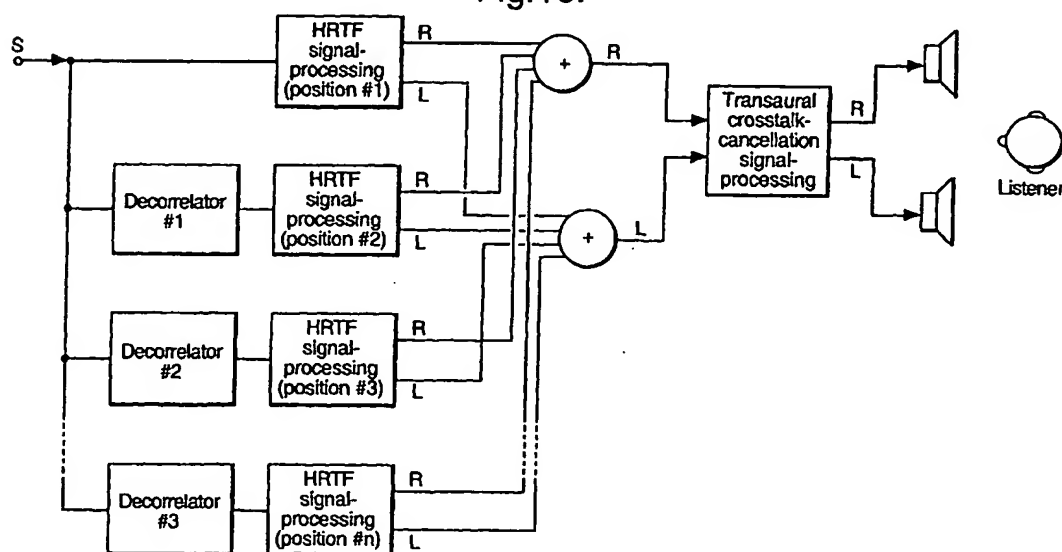 S
HRTF
signal-
processing
(position #1)
R
L
+
R
Transaural
crosstalk-
cancellation
signal-
processing
R
L
Listener
Decorrelator
#1
HRTF
signal-
processing
(position #2)
R
L
+
L
Decorrelator
#2
HRTF
signal-
processing
(position #3)
R
L
Decorrelator
#3
HRTF
signal-
processing
(position #n)
R
L